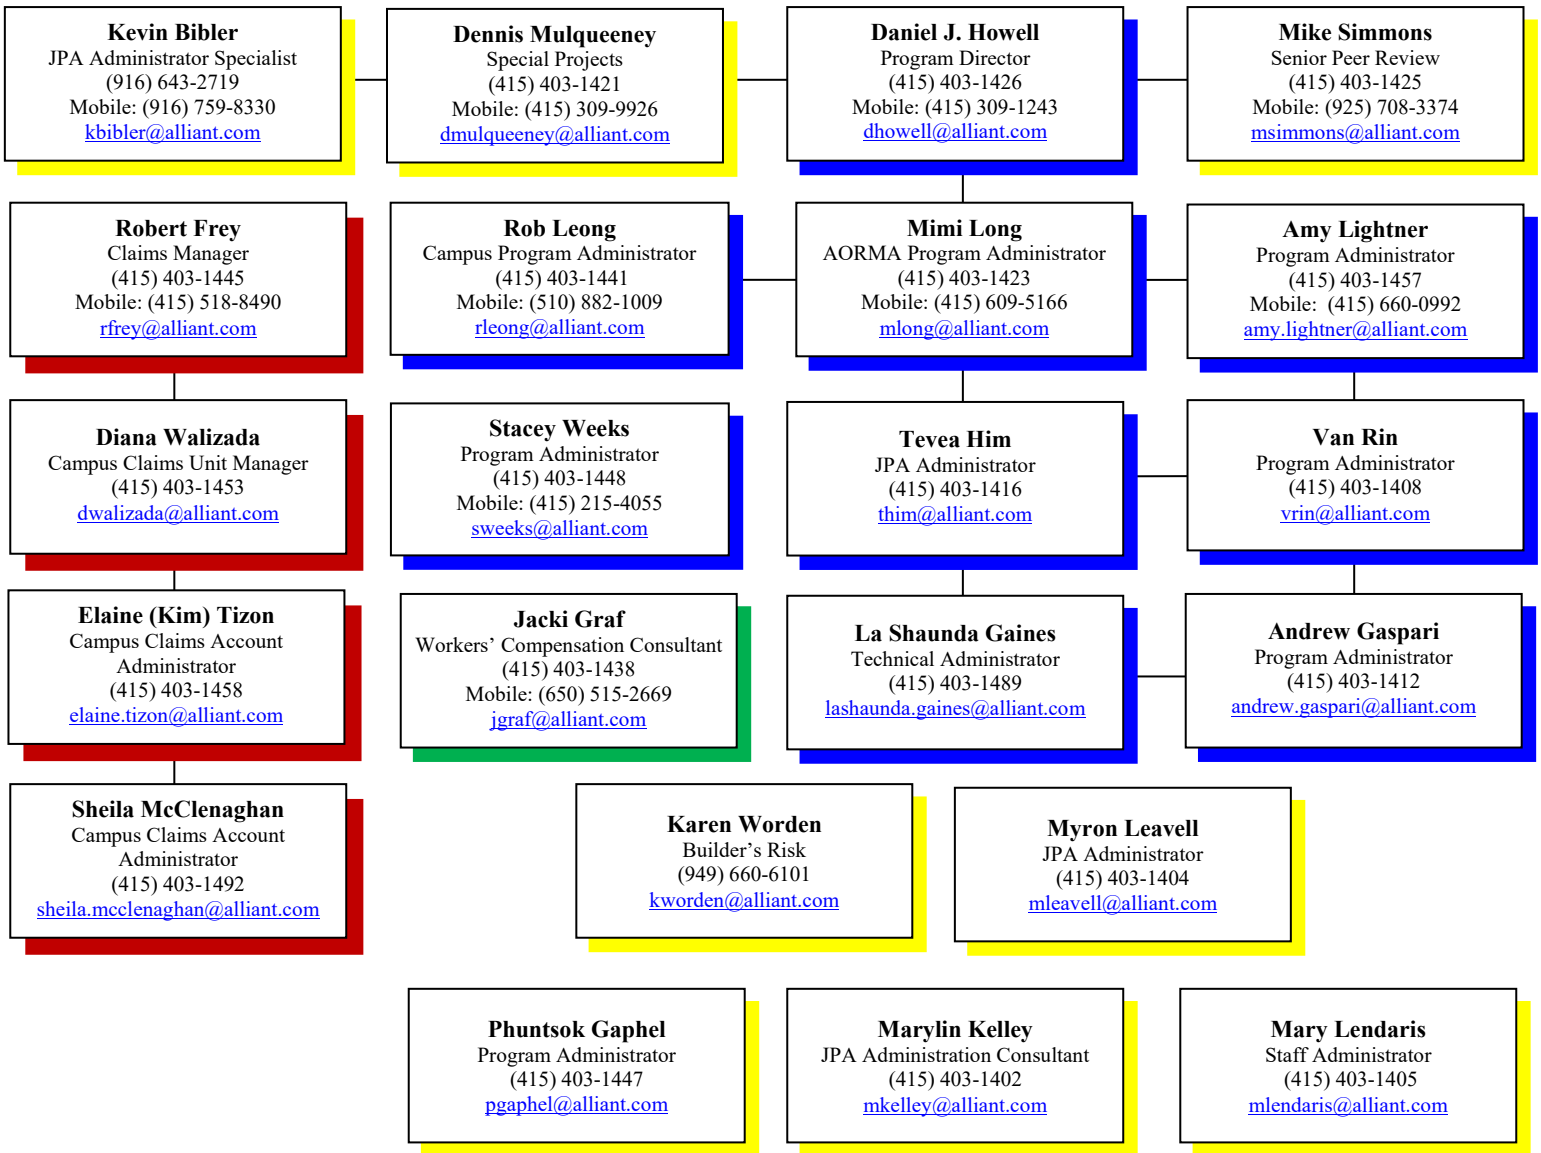 Kevin Bibler
JPA Administrator Specialist
(916) 643-2719
Mobile: (916) 759-8330
kbibler@alliant.com
Dennis Mulqueeney
Special Projects
(415) 403-1421
Mobile: (415) 309-9926
dmulqueeney@alliant.com
Daniel J. Howell
Program Director
(415) 403-1426
Mobile: (415) 309-1243
dhowell@alliant.com
Mike Simmons
Senior Peer Review
(415) 403-1425
Mobile: (925) 708-3374
msimmons@alliant.com
Robert Frey
Claims Manager
(415) 403-1445
Mobile: (415) 518-8490
rfrey@alliant.com
Rob Leong
Campus Program Administrator
(415) 403-1441
Mobile: (510) 882-1009
rleong@alliant.com
Mimi Long
AORMA Program Administrator
(415) 403-1423
Mobile: (415) 609-5166
mlong@alliant.com
Amy Lightner
Program Administrator
(415) 403-1457
Mobile: (415) 660-0992
amy.lightner@alliant.com
Diana Walizada
Campus Claims Unit Manager
(415) 403-1453
dwalizada@alliant.com
Stacey Weeks
Program Administrator
(415) 403-1448
Mobile: (415) 215-4055
sweeks@alliant.com
Tevea Him
JPA Administrator
(415) 403-1416
thim@alliant.com
Van Rin
Program Administrator
(415) 403-1408
vrin@alliant.com
Elaine (Kim) Tizon
Campus Claims Account
Administrator
(415) 403-1458
elaine.tizon@alliant.com
Jacki Graf
Workers’ Compensation Consultant
(415) 403-1438
Mobile: (650) 515-2669
jgraf@alliant.com
La Shaunda Gaines
Technical Administrator
(415) 403-1489
lashaunda.gaines@alliant.com
Andrew Gaspari
Program Administrator
(415) 403-1412
andrew.gaspari@alliant.com
Sheila McClenaghan
Campus Claims Account
Administrator
(415) 403-1492
sheila.mcclenaghan@alliant.com
Karen Worden
Builder’s Risk
(949) 660-6101
kworden@alliant.com
Myron Leavell
JPA Administrator
(415) 403-1404
mleavell@alliant.com
Phuntsok Gaphel
Program Administrator
(415) 403-1447
pgaphel@alliant.com
Marylin Kelley
JPA Administration Consultant
(415) 403-1402
mkelley@alliant.com
Mary Lendaris
Staff Administrator
(415) 403-1405
mlendaris@alliant.com